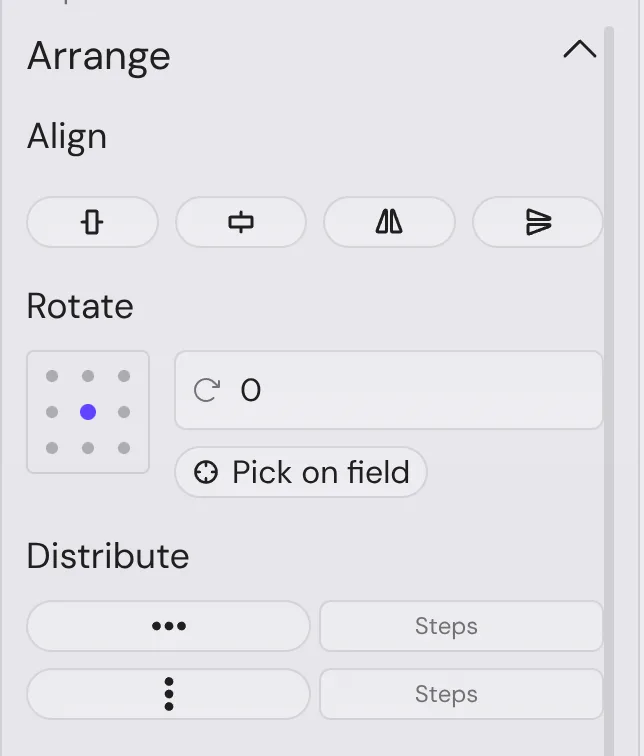 Arrange
Align
Rotate
0
Pick on field
Distribute
Steps
Steps